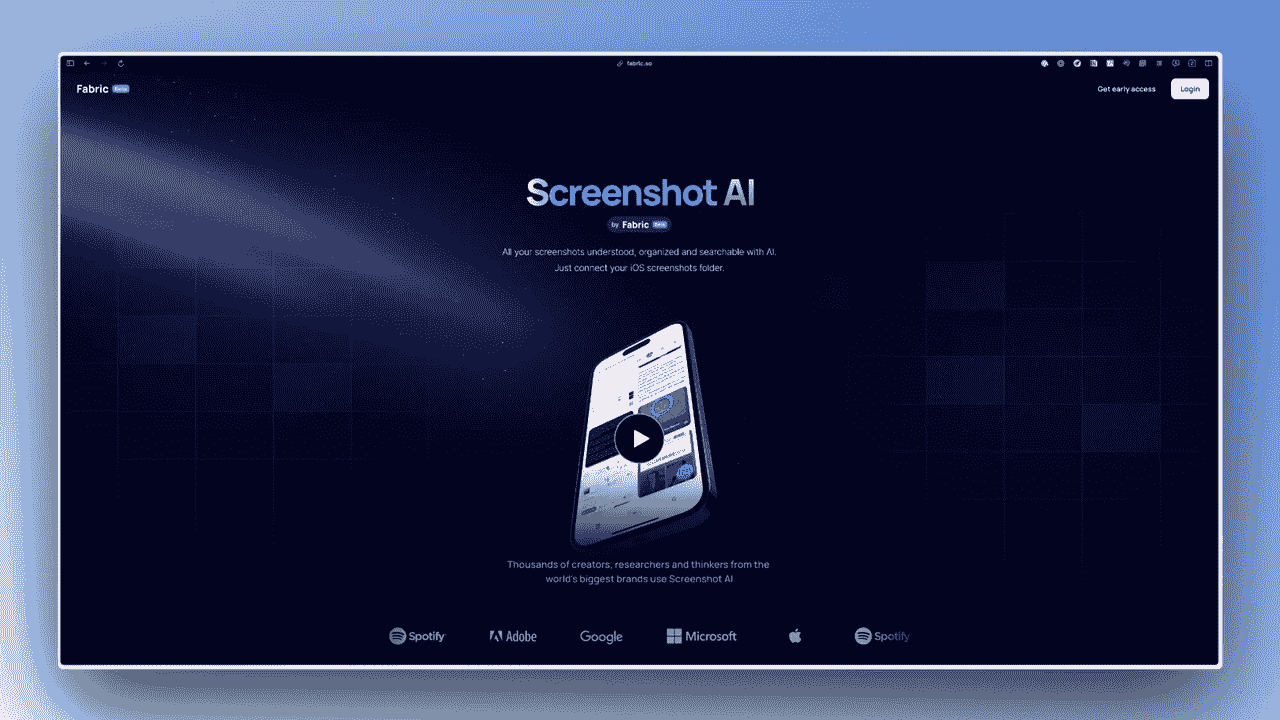 fabric.so
Fabric Beta
Get early access
Login
Screenshot AI
by Fabric Beta
All your screenshots understood, organized and searchable with AI.
Just connect your iOS screenshots folder.
Thousands of creators, researchers and thinkers from the
world's biggest brands use Screenshot AI
Spotify
Adobe
Google
Microsoft
Spotify